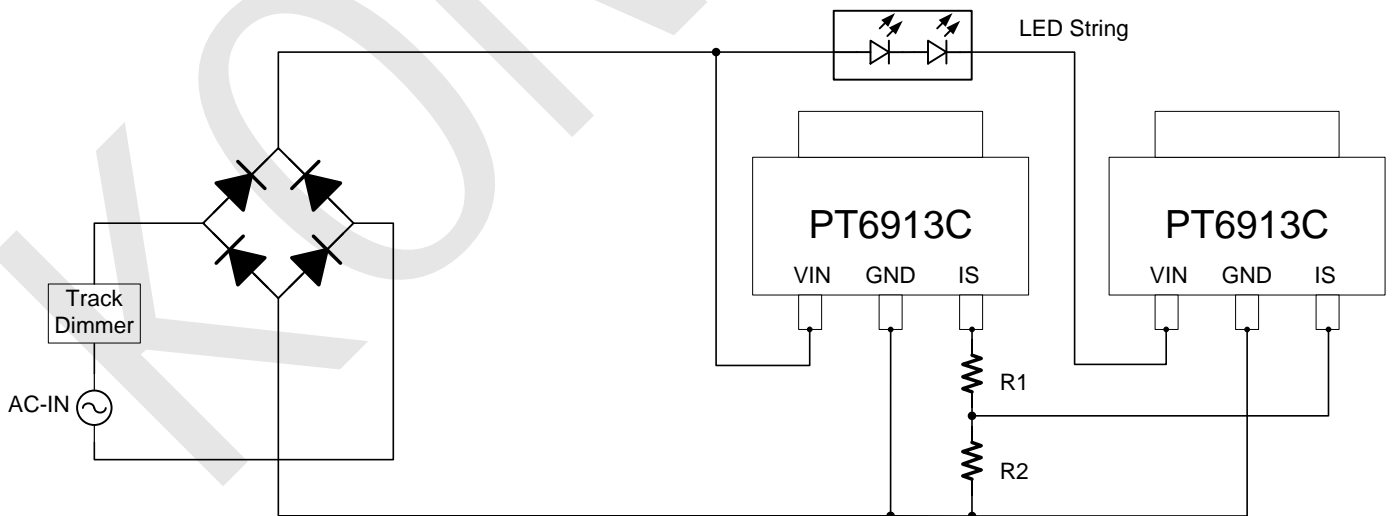 LED String
PT6913C
PT6913C
VIN GND IS
VIN GND IS
Track
Dimmer
R1
AC-IN
R2